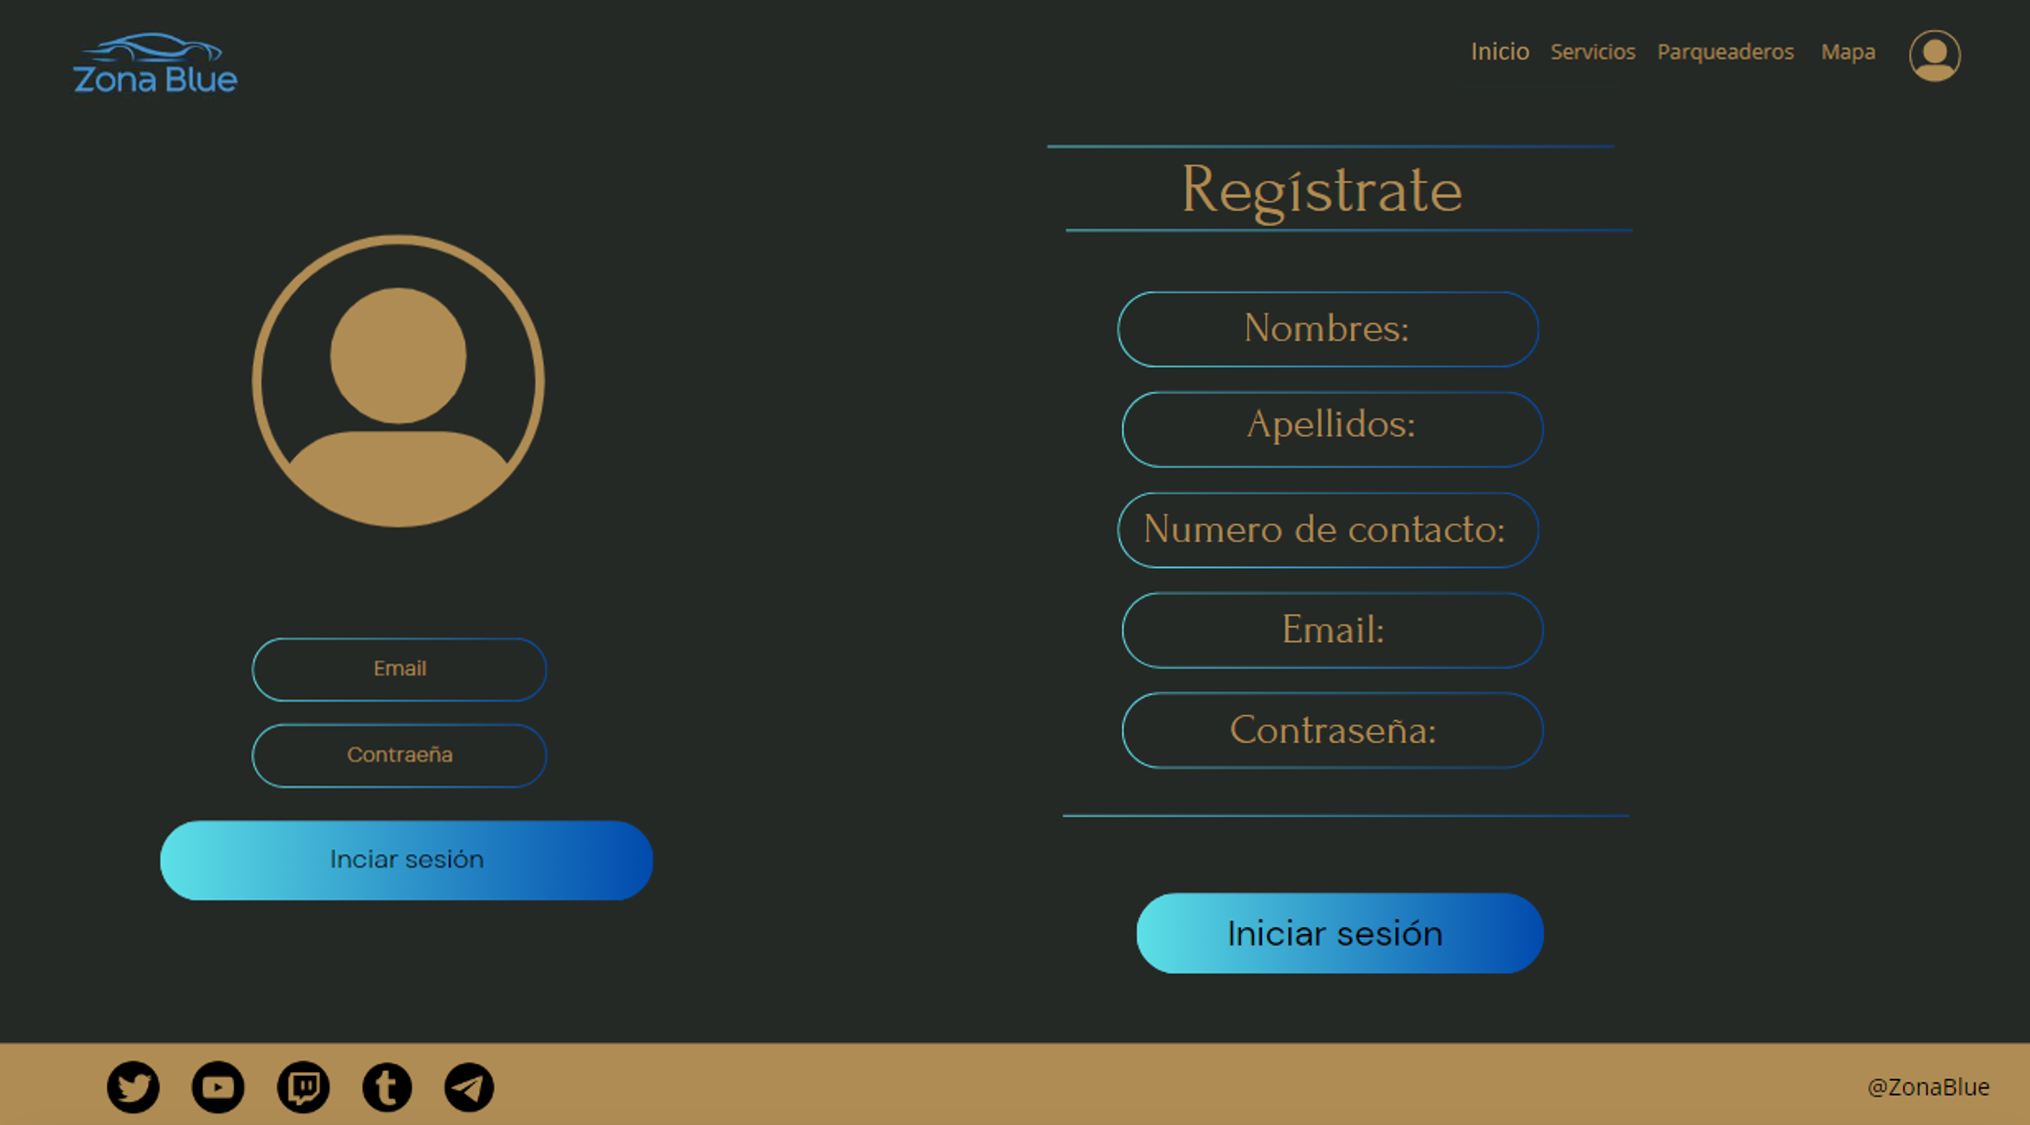 Zona Blue
Inicio Servicios Parqueaderos Mapa
Regístrate
Nombres:
Apellidos:
Numero de contacto:
Email:
Contraseña:
Iniciar sesión
Email
Contraeña
Inciar sesión
@ZonaBlue